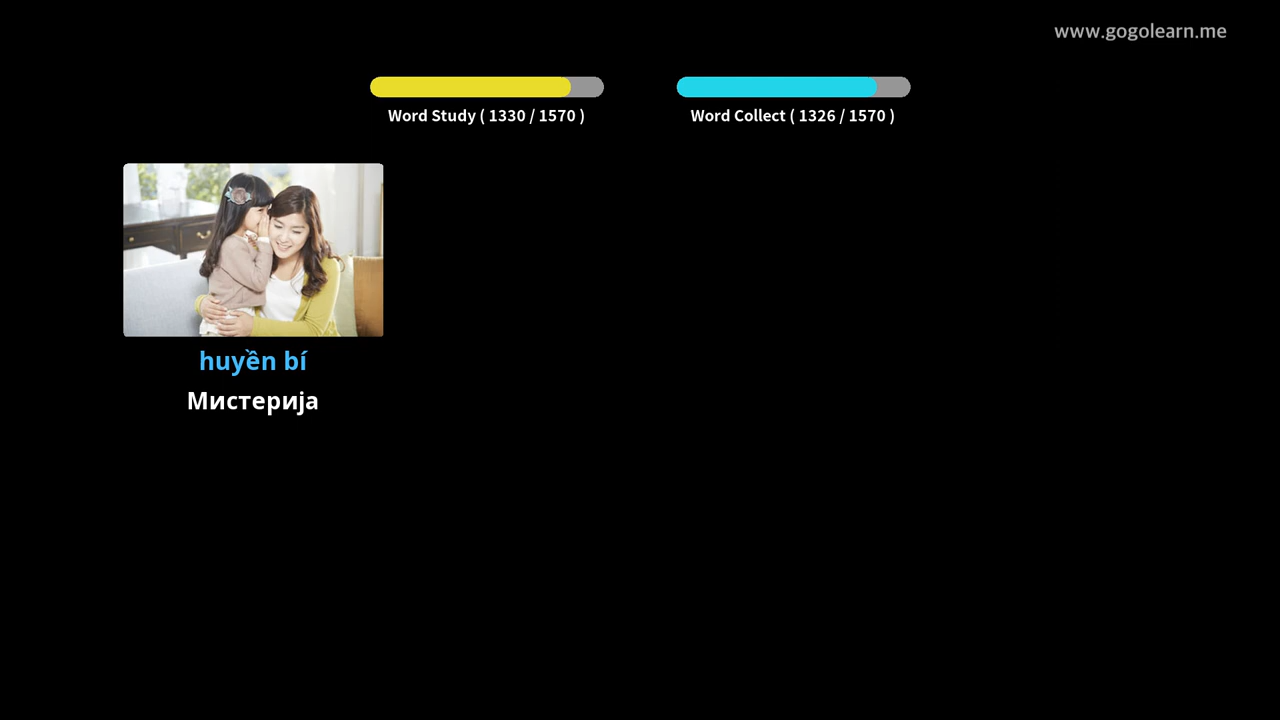 www.gogolearn.me
Word Study ( 1330 / 1570 )
Word Collect ( 1326 / 1570 )
huyền bí
Мистерија